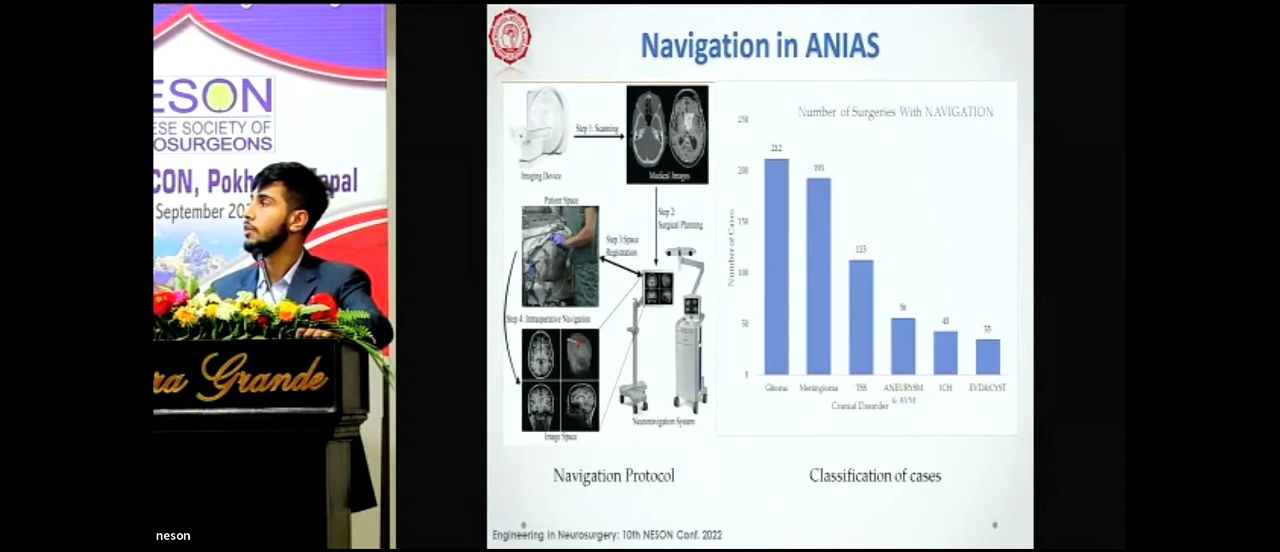 ESON
ESE SOCIETY OF
OSURGEONS
CON, Pokh pal
September 20
ra Grande
neson
Navigation in ANIAS
Step 1: Scanning
Imaging Device
Medical Images
Patient Space
Step 2:
Surgical Planning
Step 3:Space
Registration
Step 4: Intraoperative Navigation
Image Space
Neuronavigation System
Navigation Protocol
Number of Surgeries With NAVIGATION
Number of Cases
250
200
150
100
50
0
212
193
113
56
43
35
Glioma
Meningioma
TSS
ANEURYSM
& AVM
ICH
EVD&CYST
Cranial Disorder
Classification of cases
Engineering in Neurosurgery: 10th NESON Conf. 2022